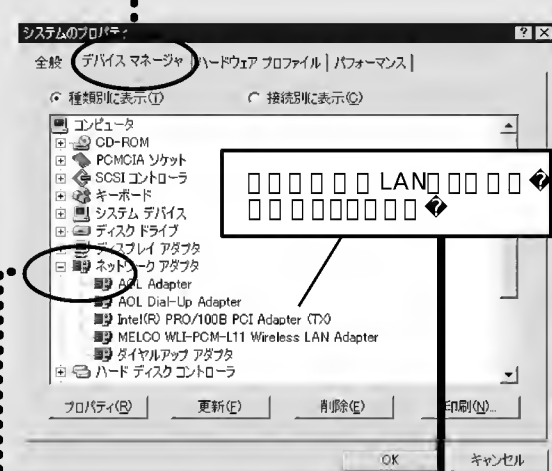 システムのプロパティ
全般 デバイス マネージャ ハードウェア プロファイル パフォーマンス
種類別に表示(T) 接続別に表示(C)
コンピュータ
CD-ROM
PCMCIA ソケット
SCSI コントローラ
キーボード
システム デバイス
ディスク ドライブ
ディスプレイ アダプタ
ネットワーク アダプタ
AOL Adapter
AOL Dial-Up Adapter
Intel(R) PRO/100B PCI Adapter (TX)
MELCO WLI-PCM-L11 Wireless LAN Adapter
ダイヤルアップ アダプタ
ハード ディスク コントローラ
LAN
プロパティ(R) 更新(F) 削除(E) 印刷(N)...
OK キャンセル